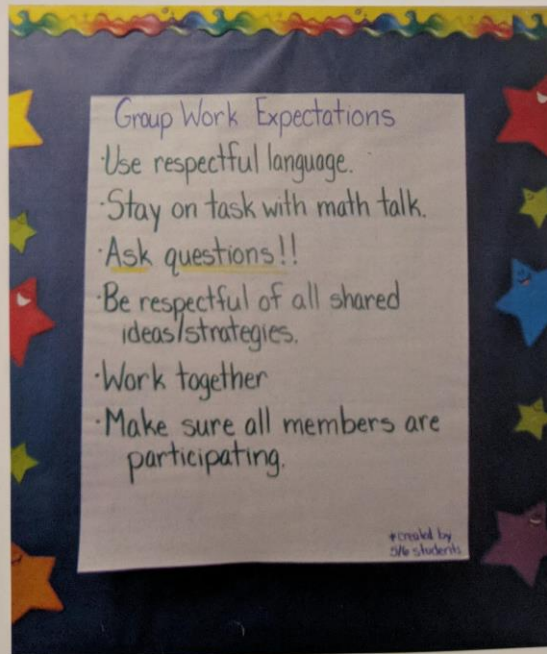 Group Work Expectations
·Use respectful language.
·Stay on task with math talk.
·Ask questions!!
·Be respectful of all shared
ideas/strategies.
·Work together
·Make sure all members are
participating.
*created by
5/6 students